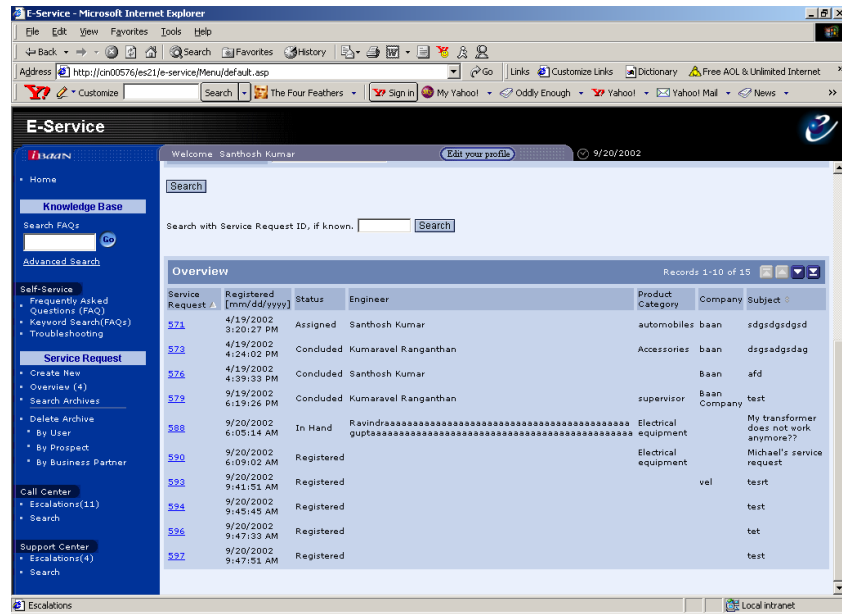 E-Service - Microsoft Internet Explorer
File Edit View Favorites Tools Help
Back Search Favorites History
Address http://cin00576/es21/e-service/Menu/default.asp Go Links Customize Links Dictionary Free AOL & Unlimited Internet »
Y7 Customize Search The Four Feathers Y7 Sign in My Yahoo! Oddly Enough Y7 Yahoo! Yahoo! Mail News »
E-Service
iBaaN Welcome Santhosh Kumar Edit your profile 9/20/2002
Home
Knowledge Base
Search FAQs
Go
Advanced Search
Self-Service
Frequently Asked
Questions (FAQ)
Keyword Search(FAQs)
Troubleshooting
Service Request
Create New
Overview (4)
Search Archives
Delete Archive
* By User
* By Prospect
* By Business Partner
Call Center
Escalations(11)
Search
Support Center
Escalations(4)
Search
Search
Search with Service Request ID, if known. Search
Overview Records 1-10 of 15
Service Request Registered [mm/dd/yyyy] Status Engineer Product Category Company Subject
571 4/19/2002 3:20:27 PM Assigned Santhosh Kumar automobiles baan sdgsdgsdgsd
573 4/19/2002 4:24:02 PM Concluded Kumaravel Ranganthan Accessories baan dsgsadgsdag
576 4/19/2002 4:39:33 PM Concluded Santhosh Kumar Baan afd
579 9/19/2002 6:19:26 PM Concluded Kumaravel Ranganthan supervisor Baan Company test
588 9/20/2002 6:05:14 AM In Hand Ravindraaaaaaaaaaaaaaaaaaaaaaaaaaaaaaaaaaaaaaaaaa guptaaaaaaaaaaaaaaaaaaaaaaaaaaaaaaaaaaaaaaaaaaaaa Electrical equipment My transformer does not work anymore??
590 9/20/2002 6:09:02 AM Registered Electrical equipment Michael's service request
593 9/20/2002 9:41:51 AM Registered vel tesrt
594 9/20/2002 9:45:45 AM Registered test
596 9/20/2002 9:47:33 AM Registered tet
597 9/20/2002 9:47:51 AM Registered test
Escalations Local intranet